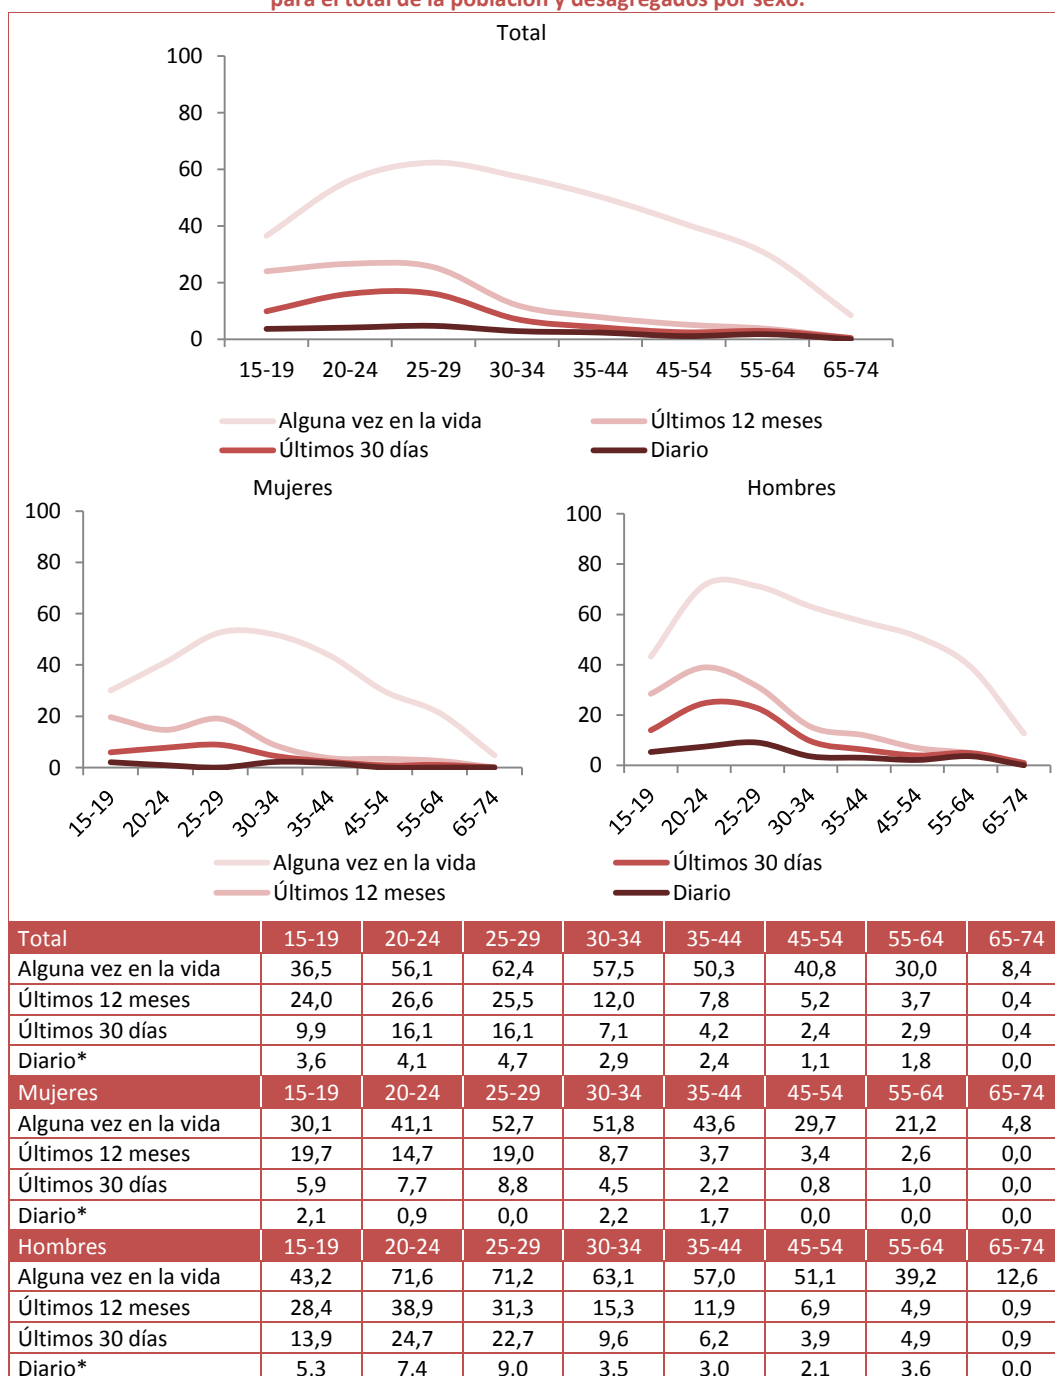 para el total de la población y desagregados por sexo.
Total
100
80
60
40
20
0
15-19 20-24 25-29 30-34 35-44 45-54 55-64 65-74
Alguna vez en la vida Últimos 12 meses
Últimos 30 días Diario
Mujeres
100
80
60
40
20
0
15-19 20-24 25-29 30-34 35-44 45-54 55-64 65-74
Hombres
100
80
60
40
20
0
15-19 20-24 25-29 30-34 35-44 45-54 55-64 65-74
Alguna vez en la vida Últimos 30 días
Últimos 12 meses Diario
Total 15-19 20-24 25-29 30-34 35-44 45-54 55-64 65-74
Alguna vez en la vida 36,5 56,1 62,4 57,5 50,3 40,8 30,0 8,4
Últimos 12 meses 24,0 26,6 25,5 12,0 7,8 5,2 3,7 0,4
Últimos 30 días 9,9 16,1 16,1 7,1 4,2 2,4 2,9 0,4
Diario* 3,6 4,1 4,7 2,9 2,4 1,1 1,8 0,0
Mujeres 15-19 20-24 25-29 30-34 35-44 45-54 55-64 65-74
Alguna vez en la vida 30,1 41,1 52,7 51,8 43,6 29,7 21,2 4,8
Últimos 12 meses 19,7 14,7 19,0 8,7 3,7 3,4 2,6 0,0
Últimos 30 días 5,9 7,7 8,8 4,5 2,2 0,8 1,0 0,0
Diario* 2,1 0,9 0,0 2,2 1,7 0,0 0,0 0,0
Hombres 15-19 20-24 25-29 30-34 35-44 45-54 55-64 65-74
Alguna vez en la vida 43,2 71,6 71,2 63,1 57,0 51,1 39,2 12,6
Últimos 12 meses 28,4 38,9 31,3 15,3 11,9 6,9 4,9 0,9
Últimos 30 días 13,9 24,7 22,7 9,6 6,2 3,9 4,9 0,9
Diario* 5,3 7,4 9,0 3,5 3,0 2,1 3,6 0,0